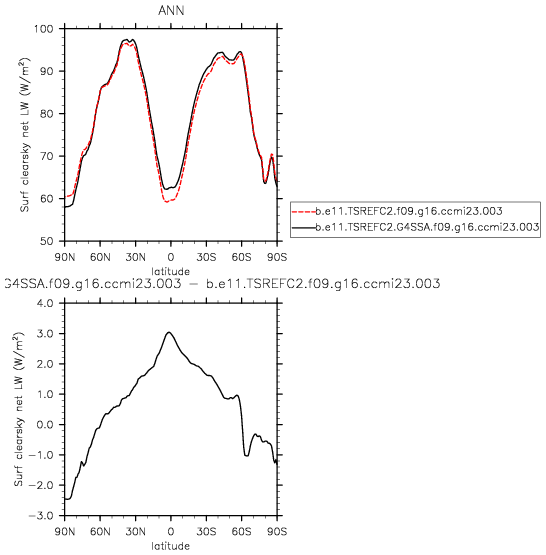 ANN
100
90
80
70
60
50
Surf clearsky net LW (W/m²)
90N 60N 30N 0 30S 60S 90S
latitude
b.e11.TSREFC2.f09.g16.ccmi23.003
b.e11.TSREFC2.G4SSA.f09.g16.ccmi23.003
G4SSA.f09.g16.ccmi23.003 − b.e11.TSREFC2.f09.g16.ccmi23.003
4.0
3.0
2.0
1.0
0.0
−1.0
−2.0
−3.0
Surf clearsky net LW (W/m²)
90N 60N 30N 0 30S 60S 90S
latitude